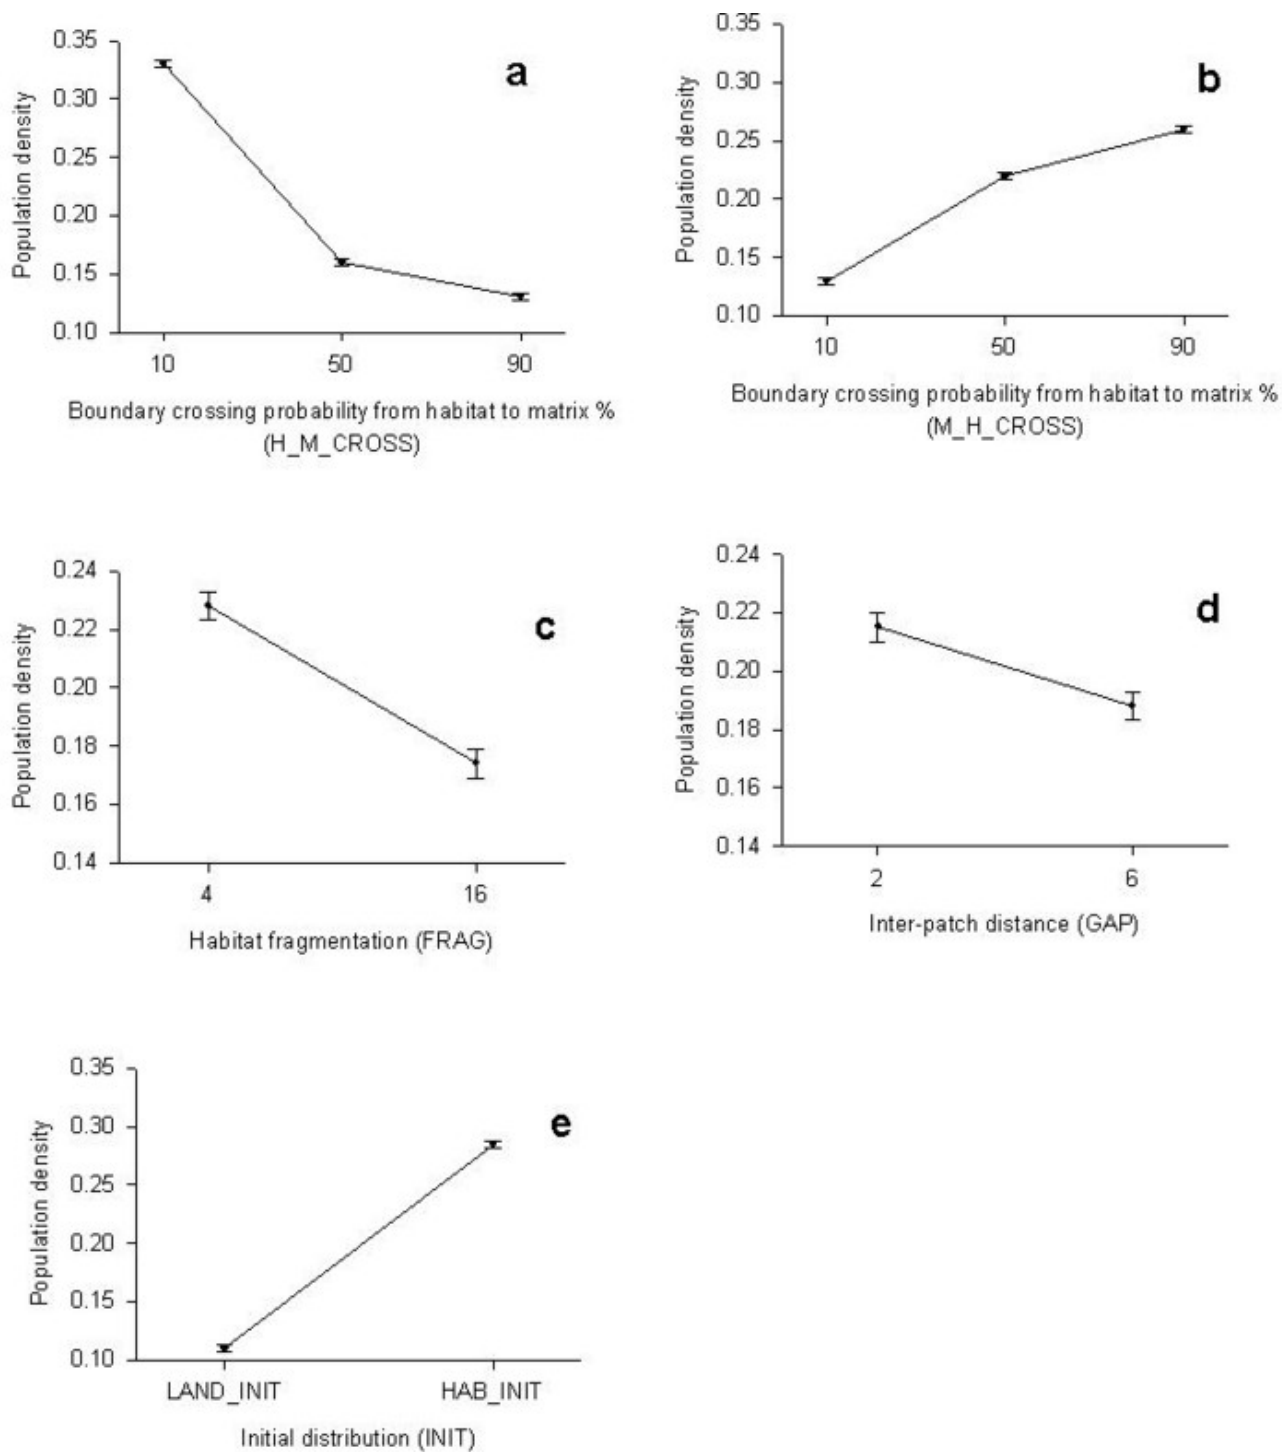 a
Population density
0.35
0.30
0.25
0.20
0.15
0.10
10 50 90
Boundary crossing probability from habitat to matrix %
(H_M_CROSS)
b
Population density
0.35
0.30
0.25
0.20
0.15
0.10
10 50 90
Boundary crossing probability from habitat to matrix %
(M_H_CROSS)
c
Population density
0.24
0.22
0.20
0.18
0.16
0.14
4 16
Habitat fragmentation (FRAG)
d
Population density
0.24
0.22
0.20
0.18
0.16
0.14
2 6
Inter-patch distance (GAP)
e
Population density
0.35
0.30
0.25
0.20
0.15
0.10
LAND_INIT HAB_INIT
Initial distribution (INIT)